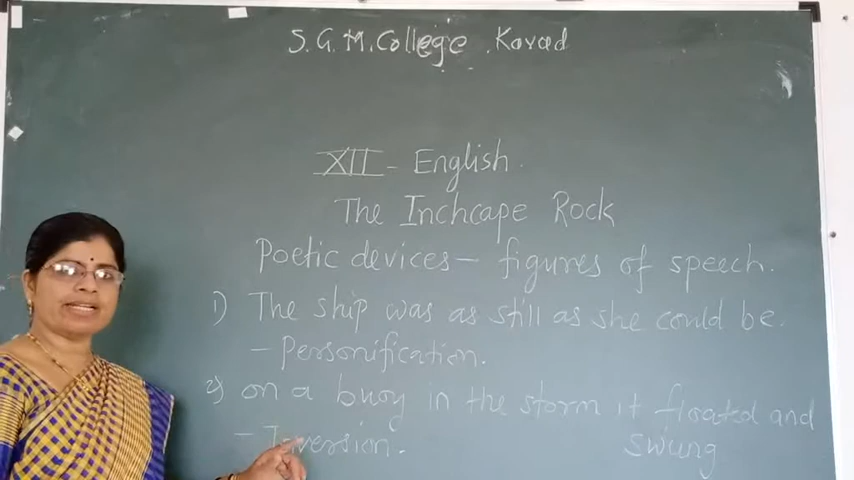 S.G.M. College Kovad
XII - English.
The Inchcape Rock
Poetic devices - figures of speech.
1) The ship was as still as she could be.
- Personification.
2) on a buoy in the storm it floated and
swung
- Inversion.